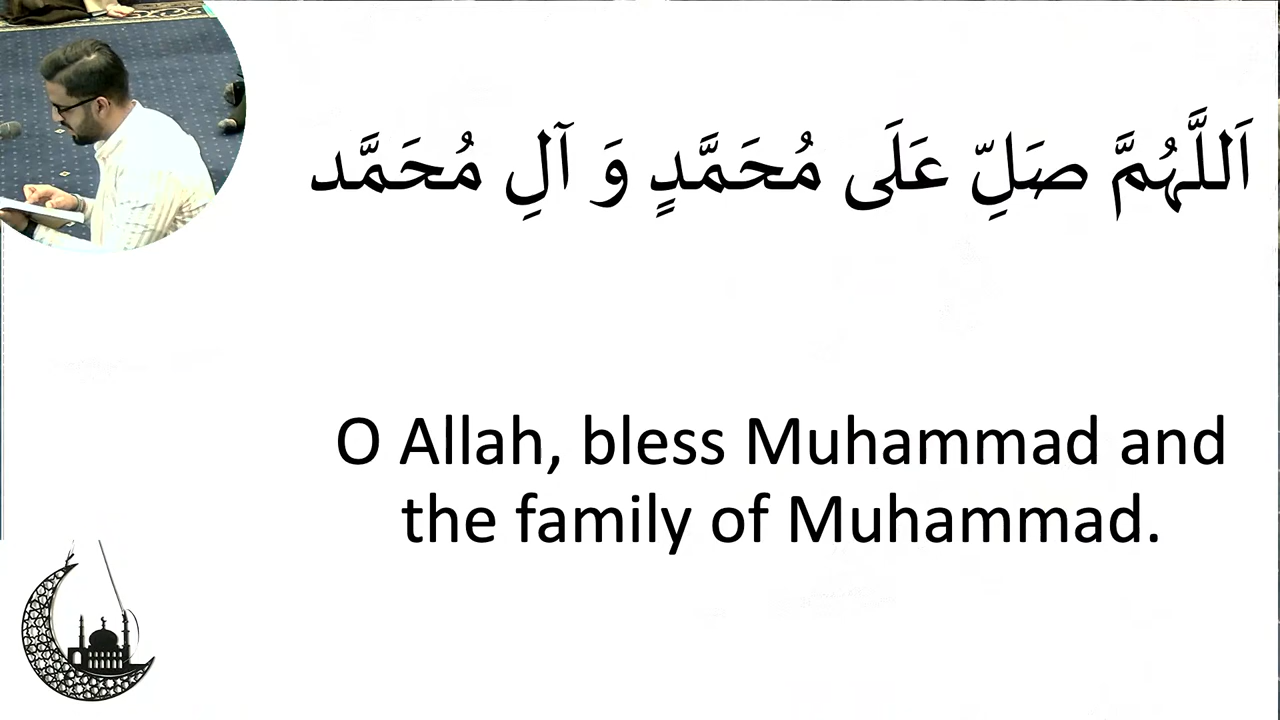 اَللَّهُمَّ صَلِّ عَلَى مُحَمَّدٍ وَ آلِ مُحَمَّد
O Allah, bless Muhammad and
the family of Muhammad.